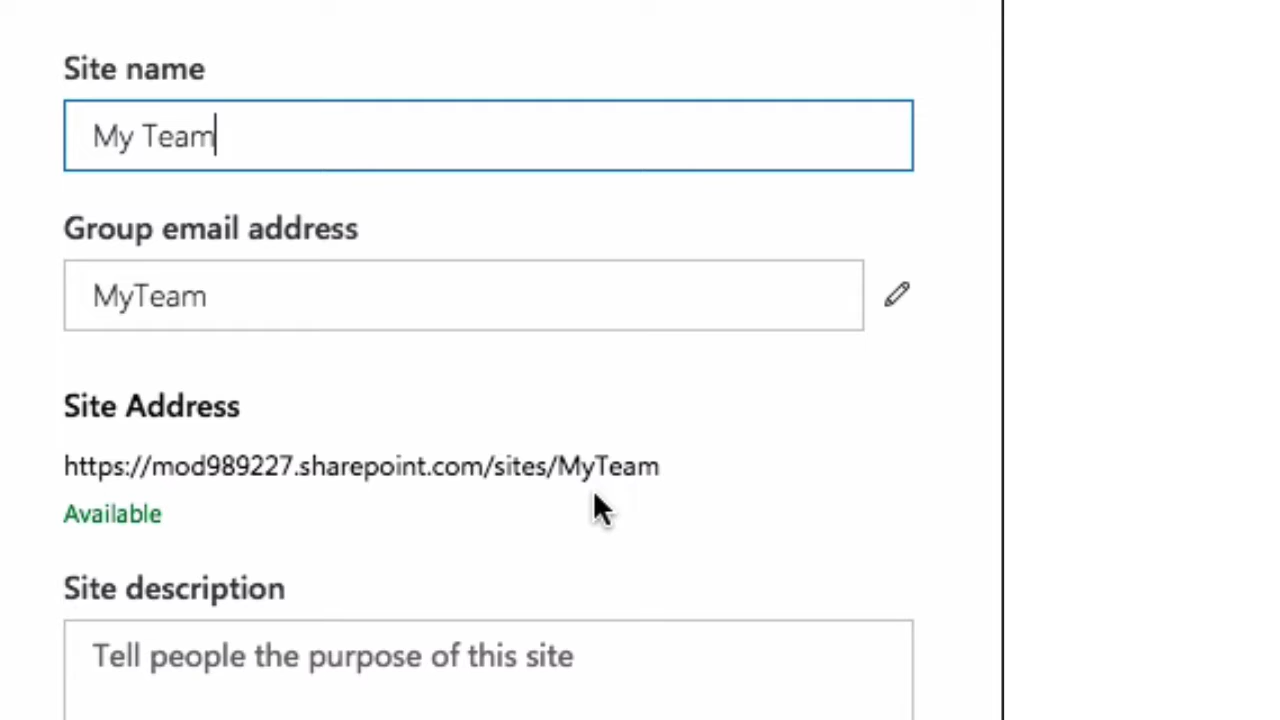 Site name
My Team
Group email address
MyTeam
Site Address
https://mod989227.sharepoint.com/sites/MyTeam
Available
Site description
Tell people the purpose of this site